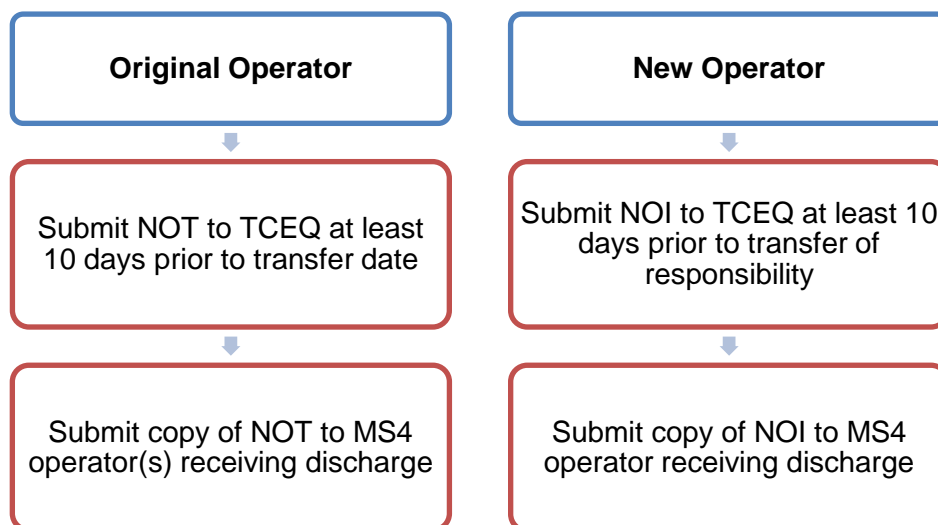 Original Operator
Submit NOT to TCEQ at least
10 days prior to transfer date
Submit copy of NOT to MS4
operator(s) receiving discharge
New Operator
Submit NOI to TCEQ at least 10
days prior to transfer of
responsibility
Submit copy of NOI to MS4
operator receiving discharge